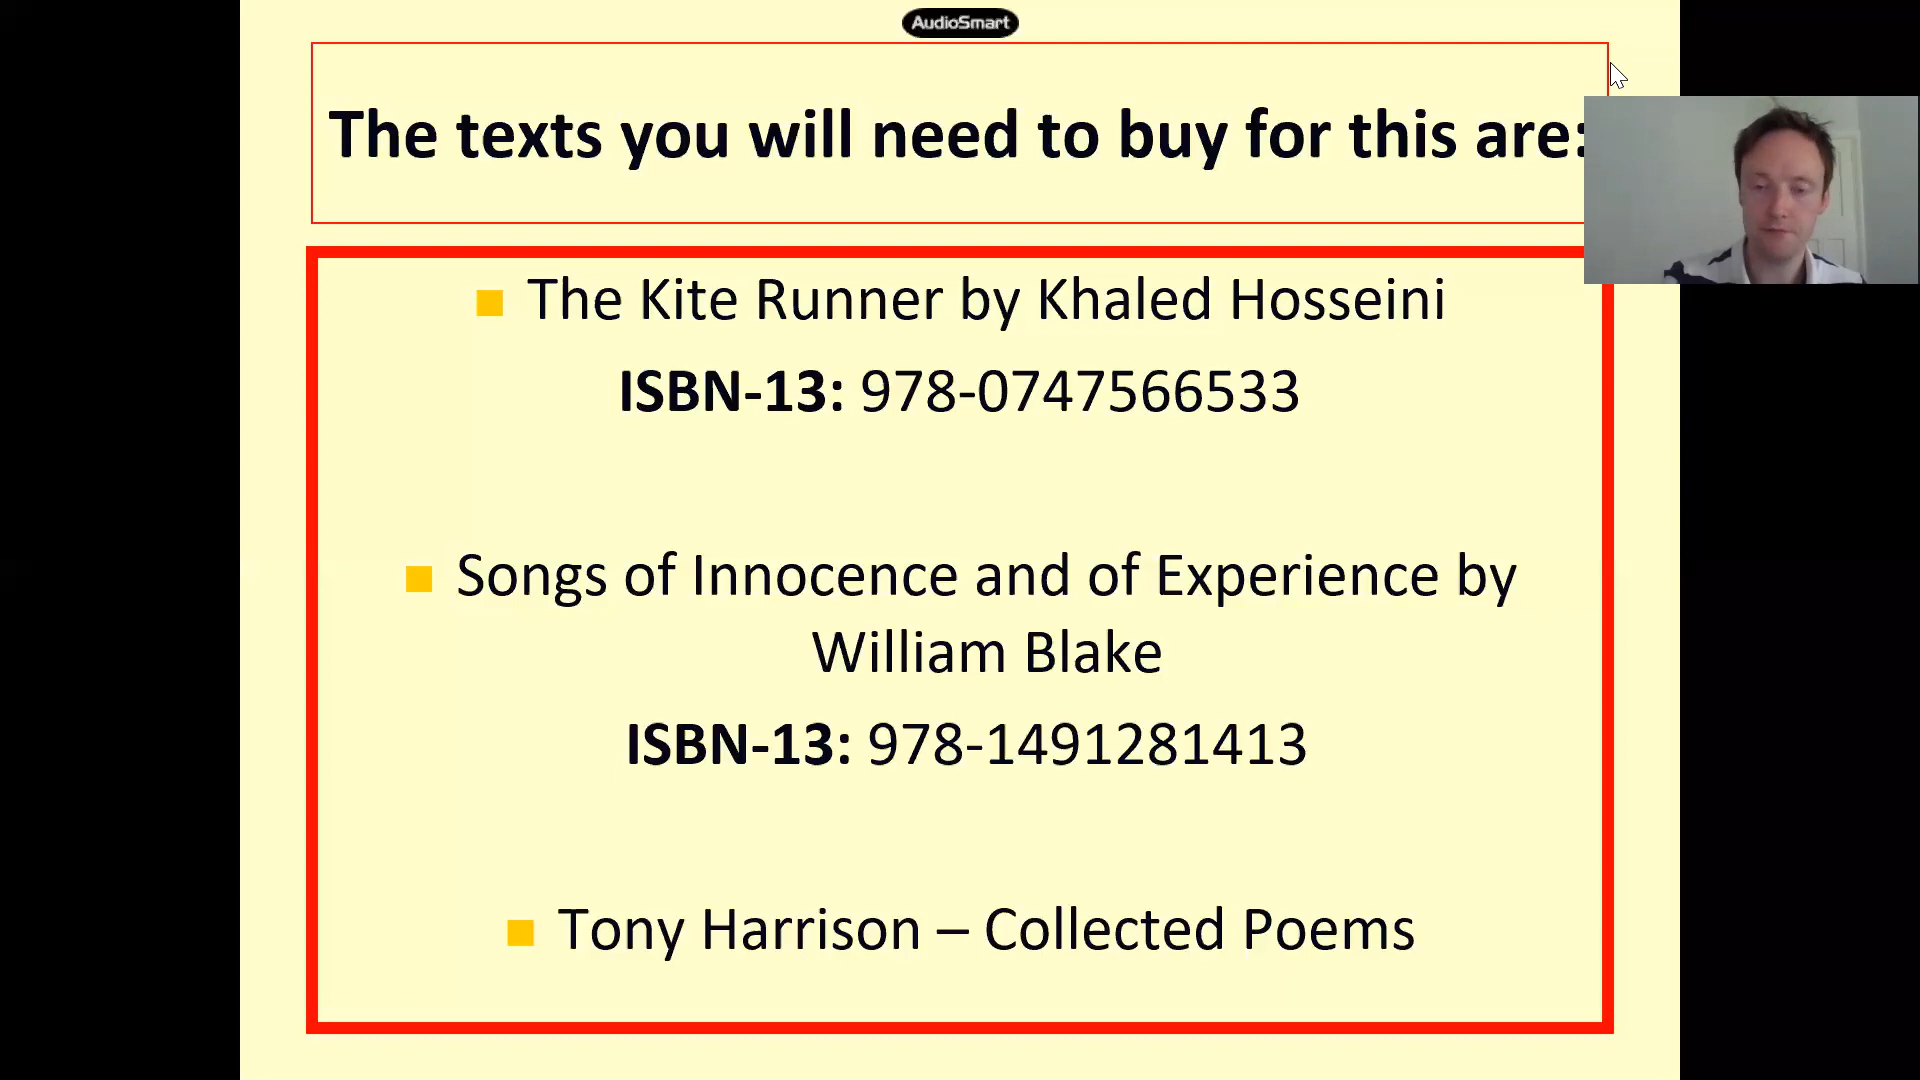 AudioSmart
The texts you will need to buy for this are:
The Kite Runner by Khaled Hosseini
ISBN-13: 978-0747566533
Songs of Innocence and of Experience by
William Blake
ISBN-13: 978-1491281413
Tony Harrison – Collected Poems